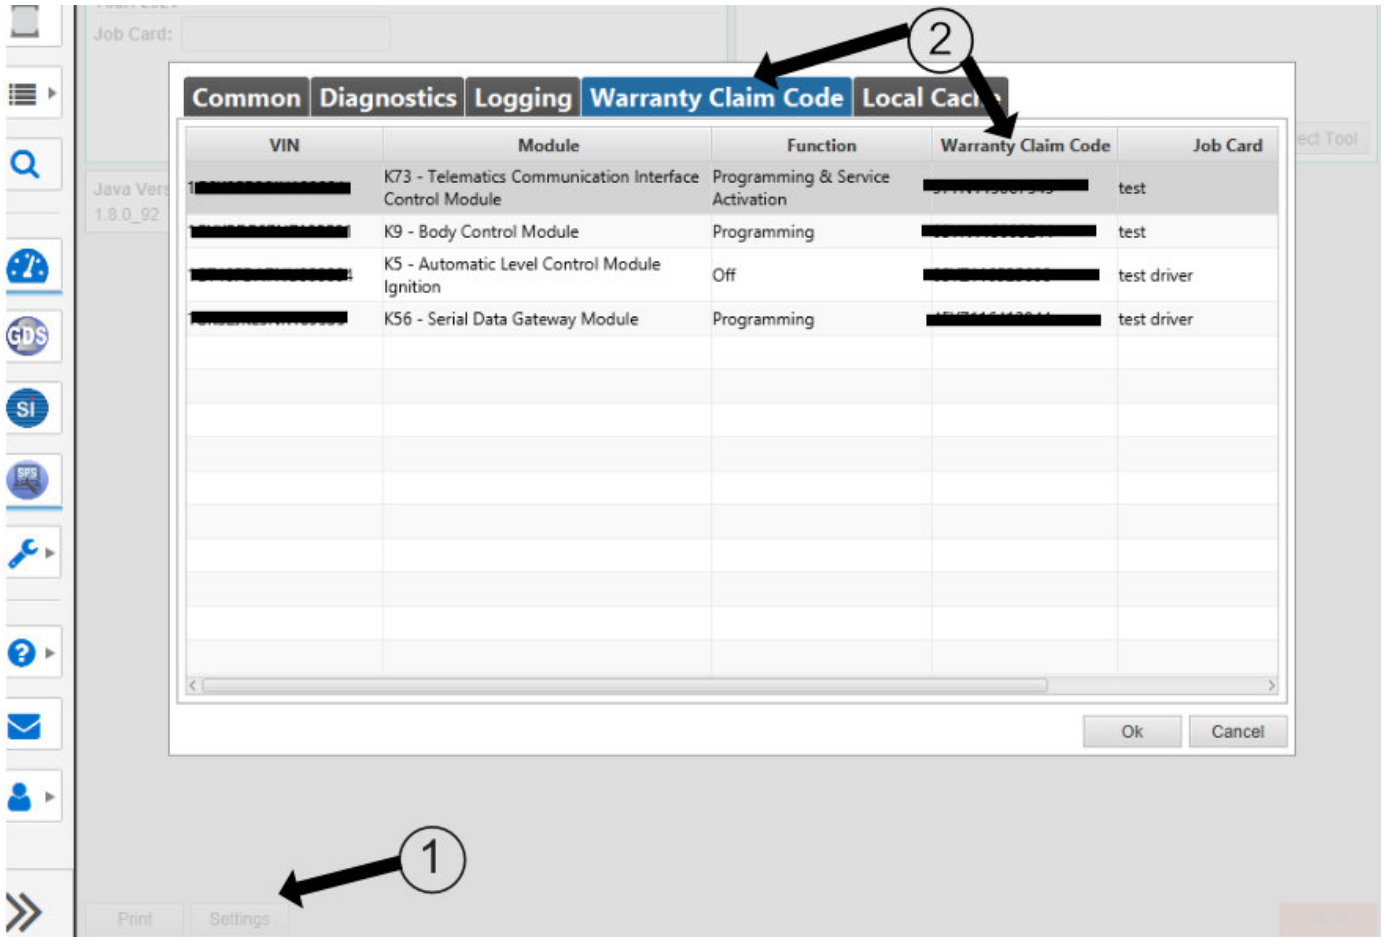 Job Card:
2
Common Diagnostics Logging Warranty Claim Code Local Cache
VIN Module Function Warranty Claim Code Job Card
ect Tool
K73 - Telematics Communication Interface Programming & Service
Control Module Activation
test
Java Vers
1.8.0_92
K9 - Body Control Module Programming test
K5 - Automatic Level Control Module
Ignition
Off test driver
K56 - Serial Data Gateway Module Programming test driver
GDS
Si
SPS
Ok Cancel
1
Print Settings